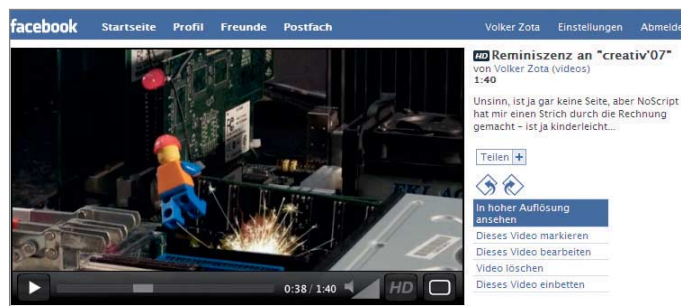 facebook Startseite Profil Freunde Postfach Volker Zota Einstellungen Abmelde
HD Reminiszenz an "creativ'07"
von Volker Zota (videos)
1:40
Unsinn, ist ja gar keine Seite, aber NoScript
hat mir einen Strich durch die Rechnung
gemacht – ist ja kinderleicht...
Teilen +
In hoher Auflösung
ansehen
Dieses Video markieren
Dieses Video bearbeiten
Video löschen
Dieses Video einbetten
0:38 / 1:40 HD